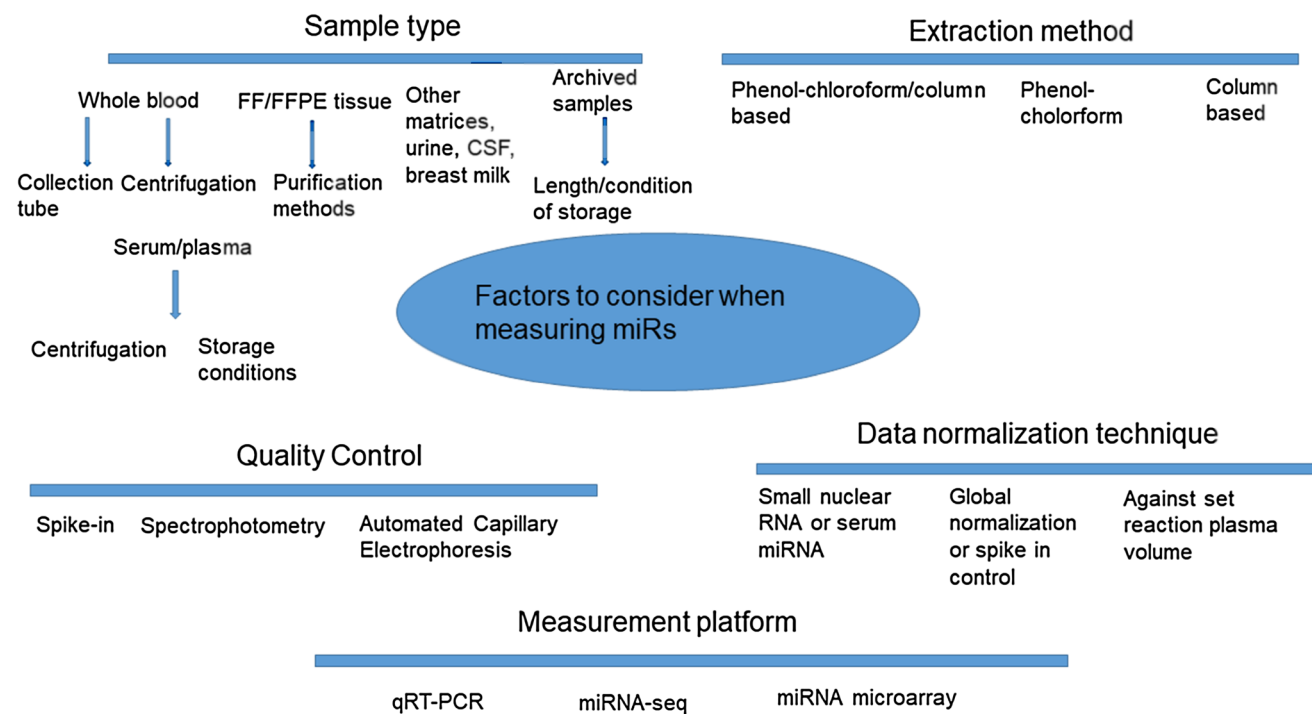 Sample type
Whole blood
FF/FFPE tissue
Other
matrices,
urine, CSF,
breast milk
Archived
samples
Collection
tube
Centrifugation
Purification
methods
Length/condition
of storage
Serum/plasma
Centrifugation
Storage
conditions
Extraction method
Phenol-chloroform/column
based
Phenol-
cholorform
Column
based
Factors to consider when
measuring miRs
Quality Control
Spike-in
Spectrophotometry
Automated Capillary
Electrophoresis
Data normalization technique
Small nuclear
RNA or serum
miRNA
Global
normalization
or spike in
control
Against set
reaction plasma
volume
Measurement platform
qRT-PCR
miRNA-seq
miRNA microarray